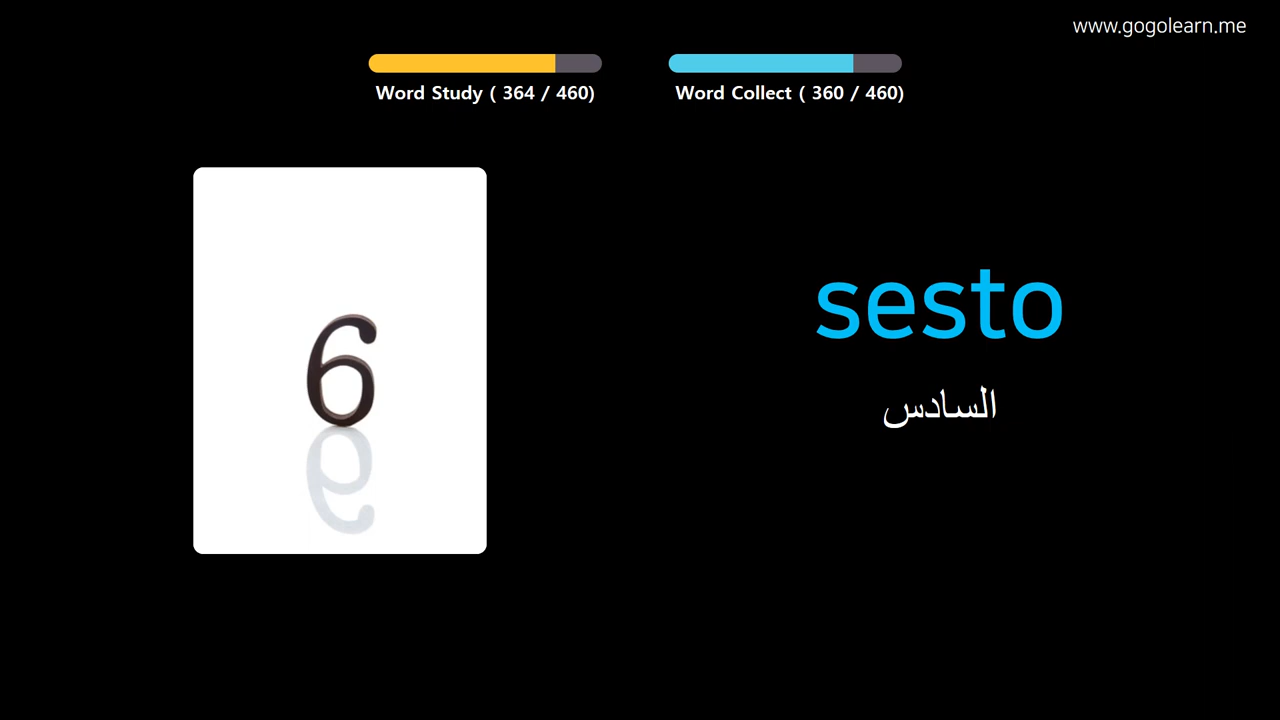 www.gogolearn.me
Word Study ( 364 / 460)
Word Collect ( 360 / 460)
6
sesto
السادس